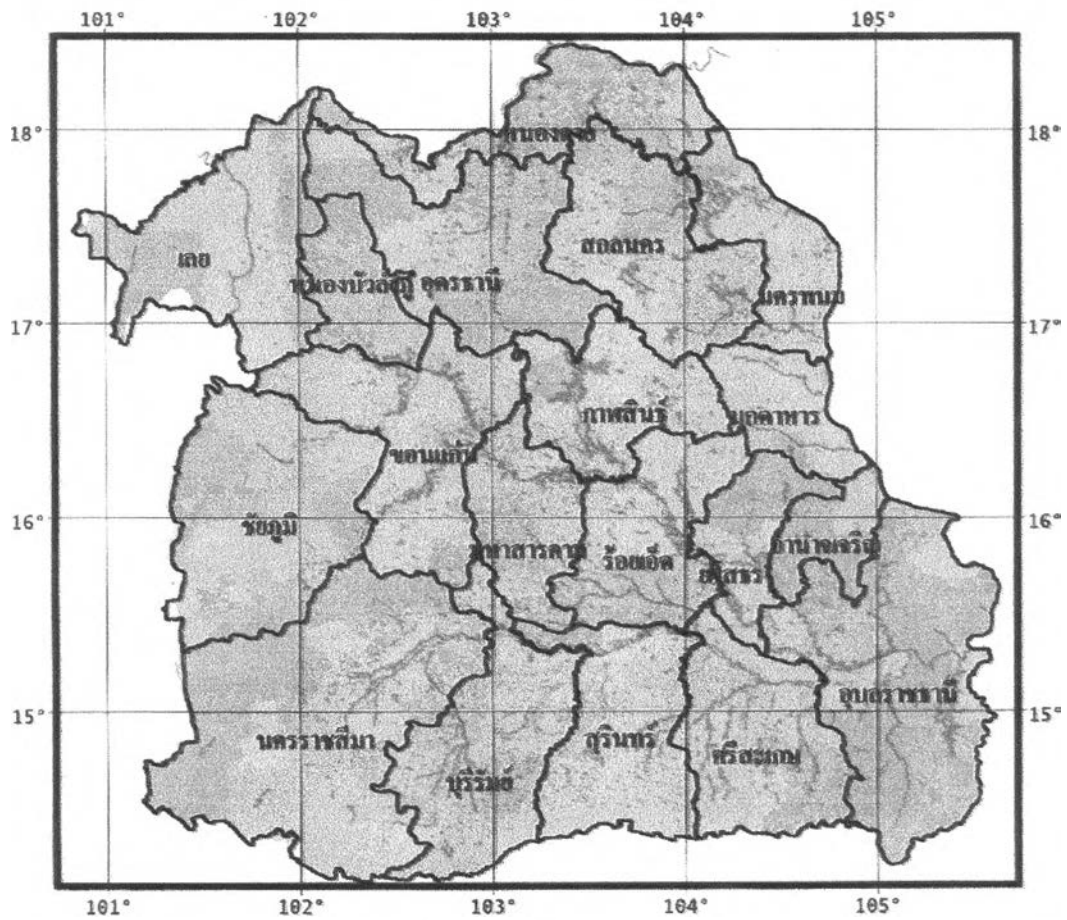 101° 102° 103° 104° 105°
18° หนองคาย 18°
สกลนคร
เลย
หนองบัวลำภู อุดรธานี
นครพนม
17° 17°
กาฬสินธุ์ มุกดาหาร
ขอนแก่น
ชัยภูมิ
16° 16°
มหาสารคาม ร้อยเอ็ด ยโสธร อำนาจเจริญ
อุบลราชธานี
15° 15°
นครราชสีมา สุรินทร์
ศรีสะเกษ
บุรีรัมย์
101° 102° 103° 104° 105°